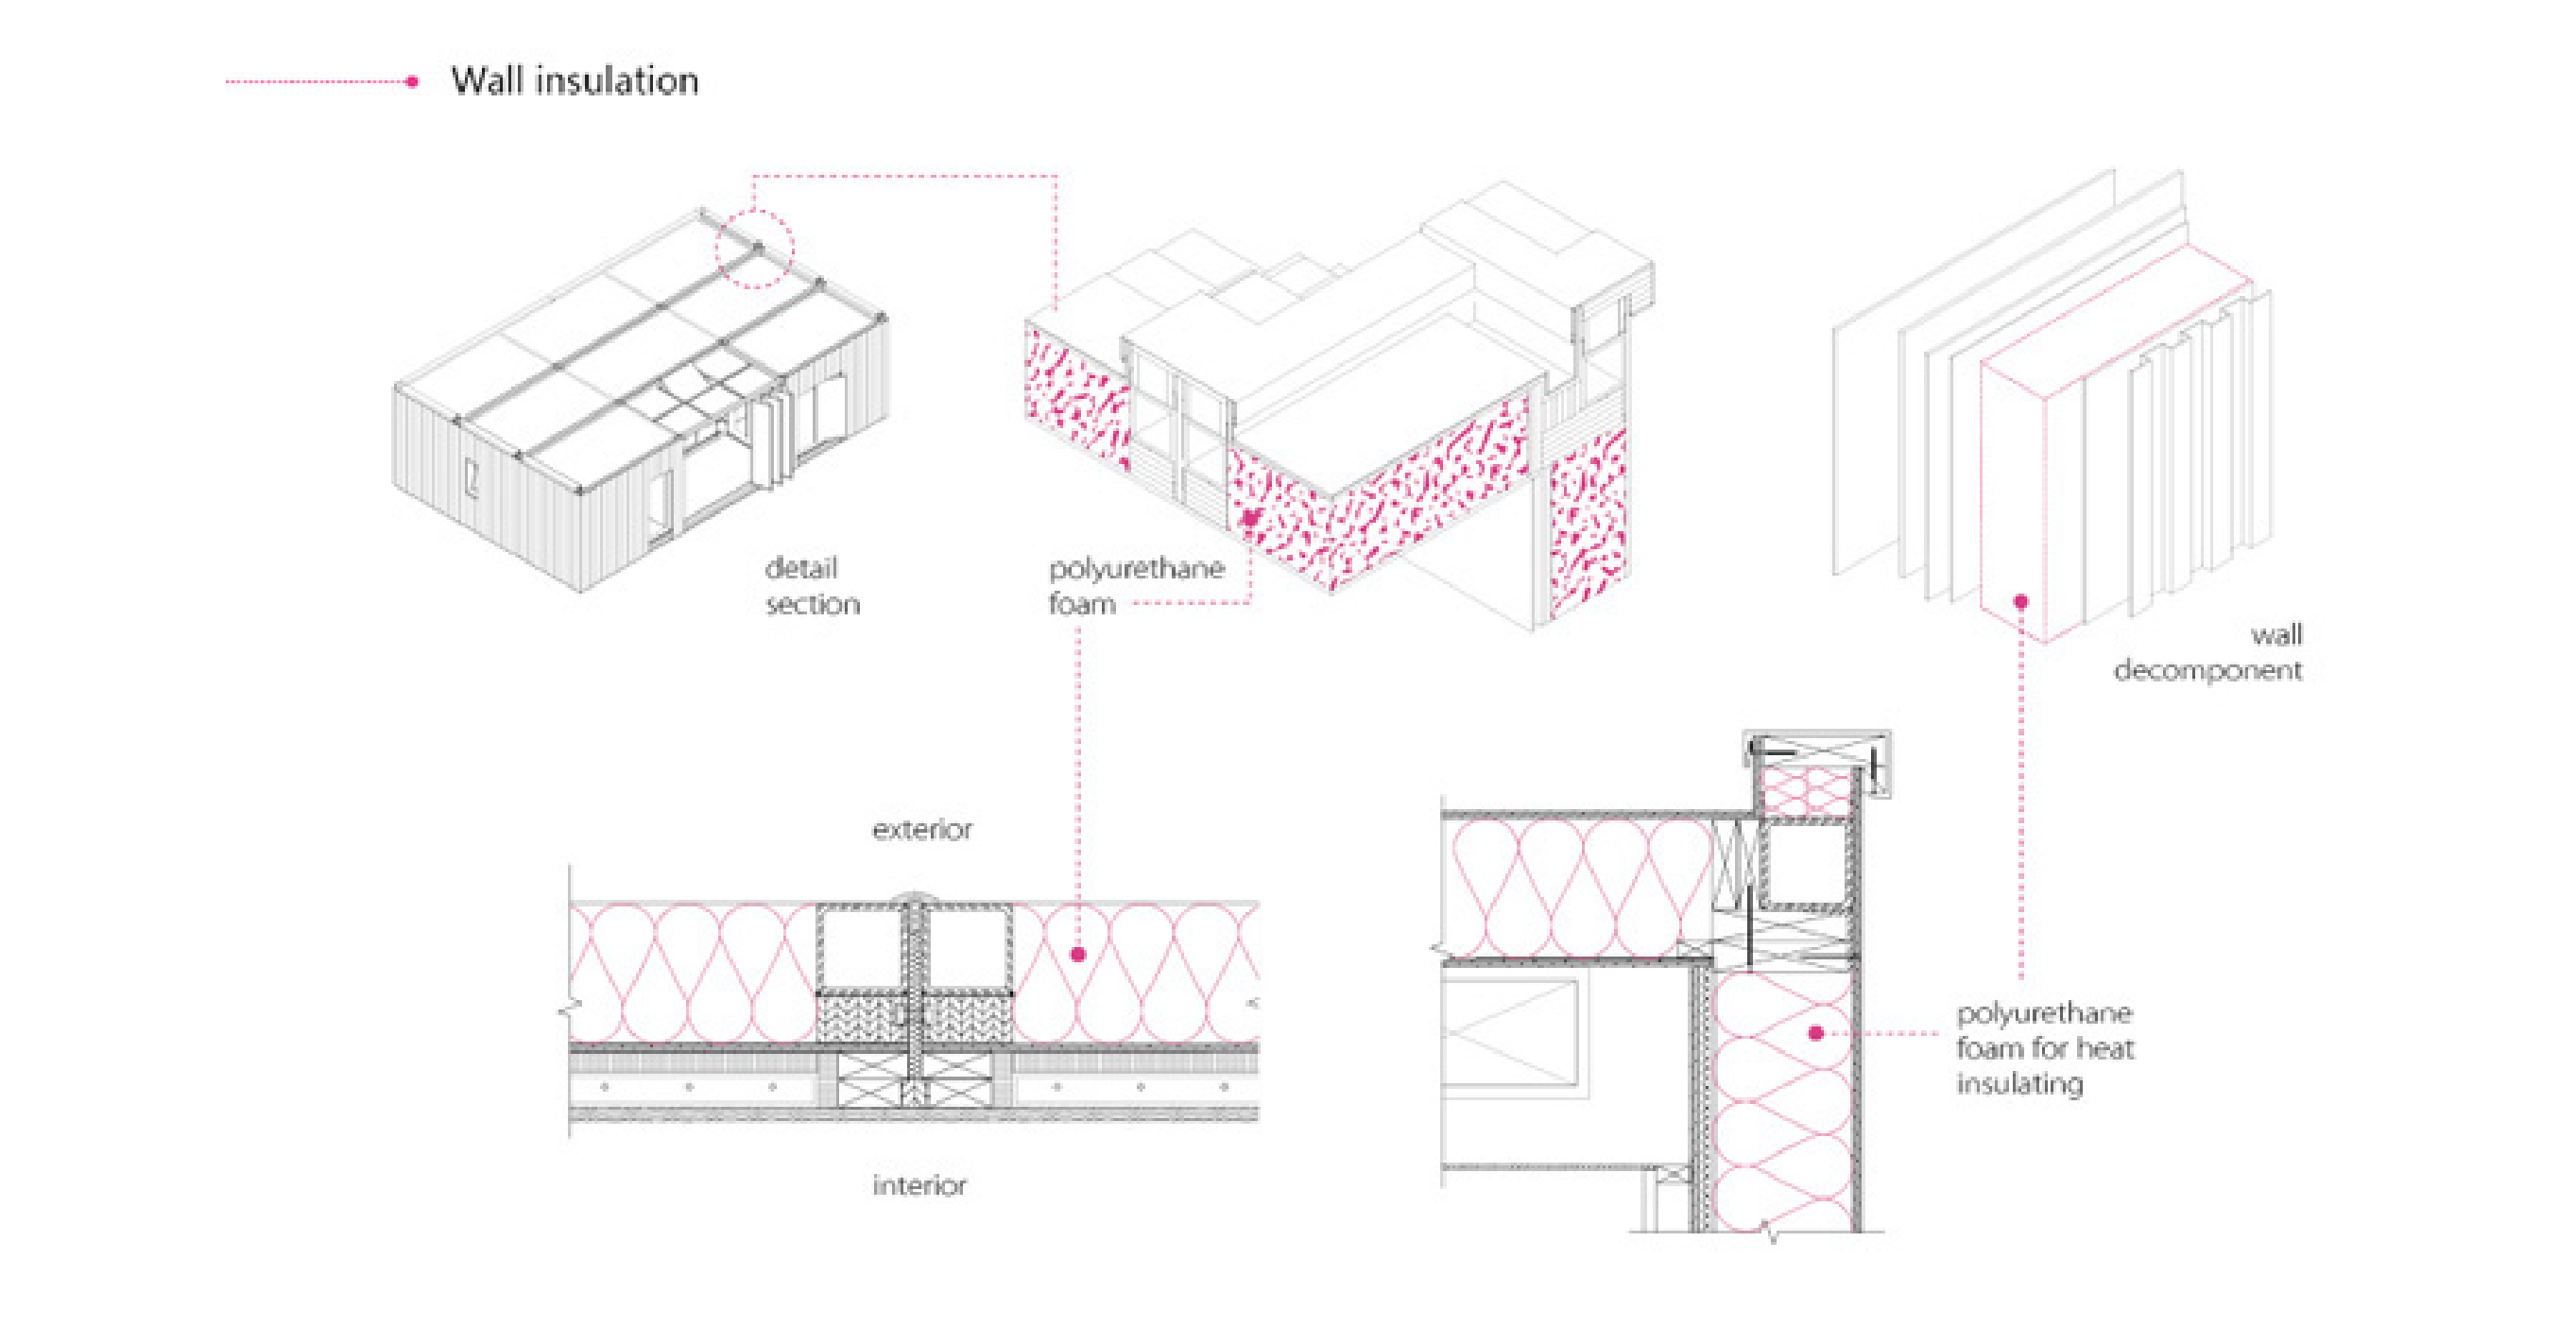 Wall insulation
detail
section
polyurethane
foam
wall
decomponent
exterior
interior
polyurethane
foam for heat
insulating